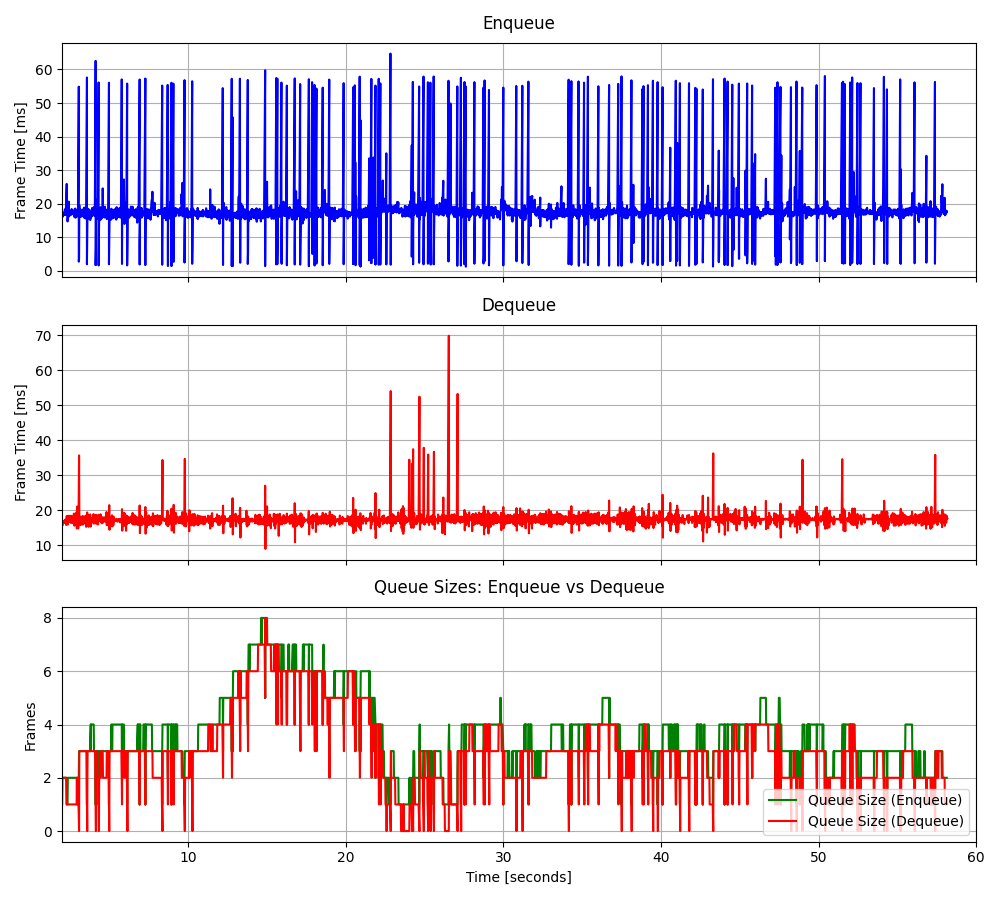 Enqueue
Frame Time [ms]
60
50
40
30
20
10
0
Dequeue
Frame Time [ms]
70
60
50
40
30
20
10
Queue Sizes: Enqueue vs Dequeue
Frames
8
6
4
2
0
Queue Size (Enqueue)
Queue Size (Dequeue)
10 20 30 40 50 60
Time [seconds]